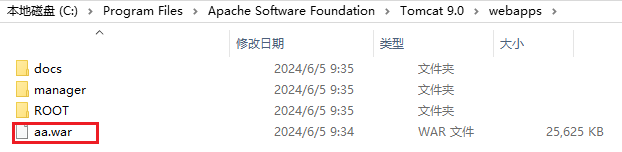 本地磁盘 (C:) > Program Files > Apache Software Foundation > Tomcat 9.0 > webapps >
修改日期 类型 大小
docs 2024/6/5 9:35 文件夹
manager 2024/6/5 9:35 文件夹
ROOT 2024/6/5 9:35 文件夹
aa.war 2024/6/5 9:34 WAR 文件 25,625 KB